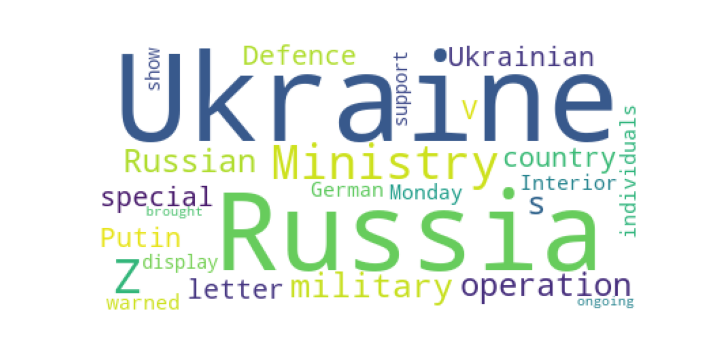 show
Defence
support
Ukrainian
Ukraine
V
individuals
Russian
Ministry
country
special
German
Monday
Interior
brought
Russia
s
Putin
Z
display
letter
military
operation
warned
ongoing